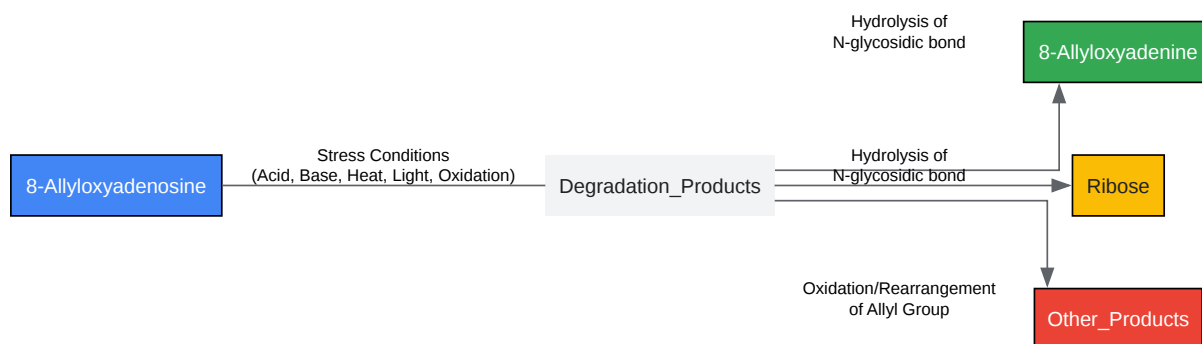 Hydrolysis of
N-glycosidic bond
8-Allyloxyadenine
8-Allyloxyadenosine
Stress Conditions
(Acid, Base, Heat, Light, Oxidation)
Degradation_Products
Hydrolysis of
N-glycosidic bond
Ribose
Oxidation/Rearrangement
of Allyl Group
Other_Products